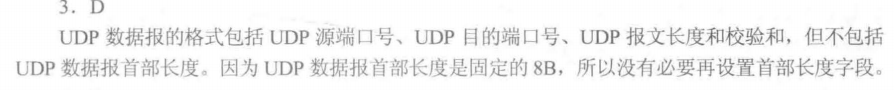 3. D
UDP 数据报的格式包括 UDP 源端口号、UDP 目的端口号、UDP 报文长度和校验和，但不包括
UDP 数据报首部长度。因为 UDP 数据报首部长度是固定的 8B，所以没有必要再设置首部长度字段。